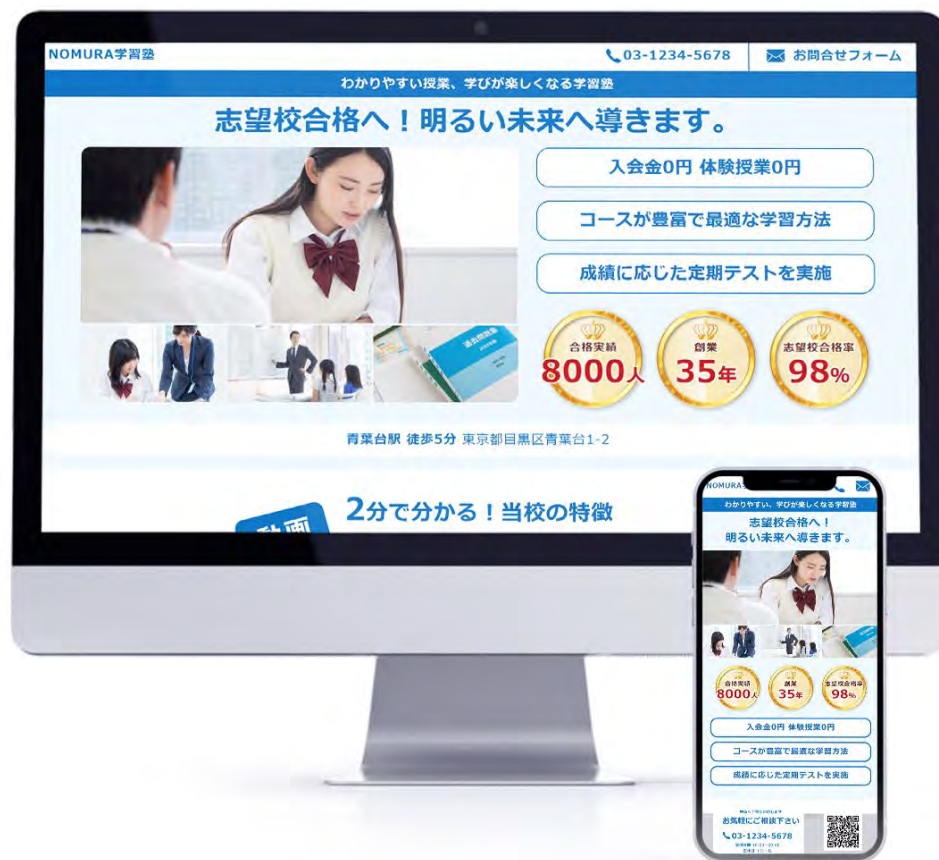 NOMURA学習塾
03-1234-5678
お問合せフォーム
わかりやすい授業、学びが楽しくなる学習塾
志望校合格へ!明るい未来へ導きます。
入会金0円 体験授業0円
コースが豊富で最適な学習方法
成績に応じた定期テストを実施
過去問題集
合格実績
8000人
創業
35年
志望校合格率
98%
青葉台駅 徒歩5分 東京都目黒区青葉台1-2
動画
2分で分かる!当校の特徴
NOMURA
わかりやすい、学びが楽しくなる学習塾
志望校合格へ!
明るい未来へ導きます。
合格実績
8000人
創業
35年
志望校合格率
98%
入会金0円 体験授業0円
コースが豊富で最適な学習方法
成績に応じた定期テストを実施
お気軽にご相談下さい
03-1234-5678